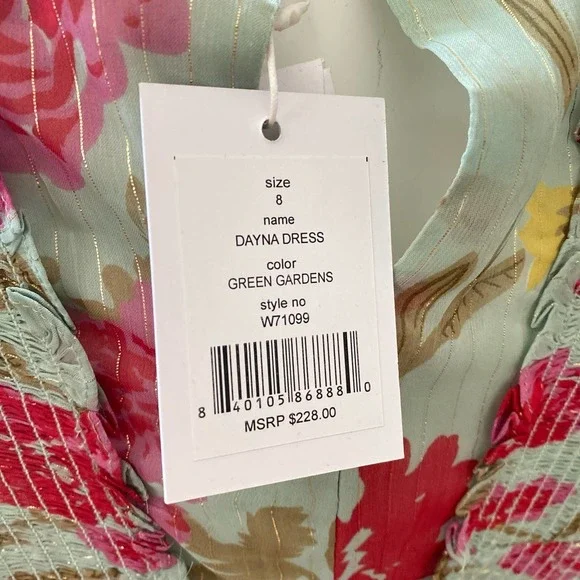 size
8
name
DAYNA DRESS
color
GREEN GARDENS
style no
W71099
8 40105 86888 0
MSRP $228.00